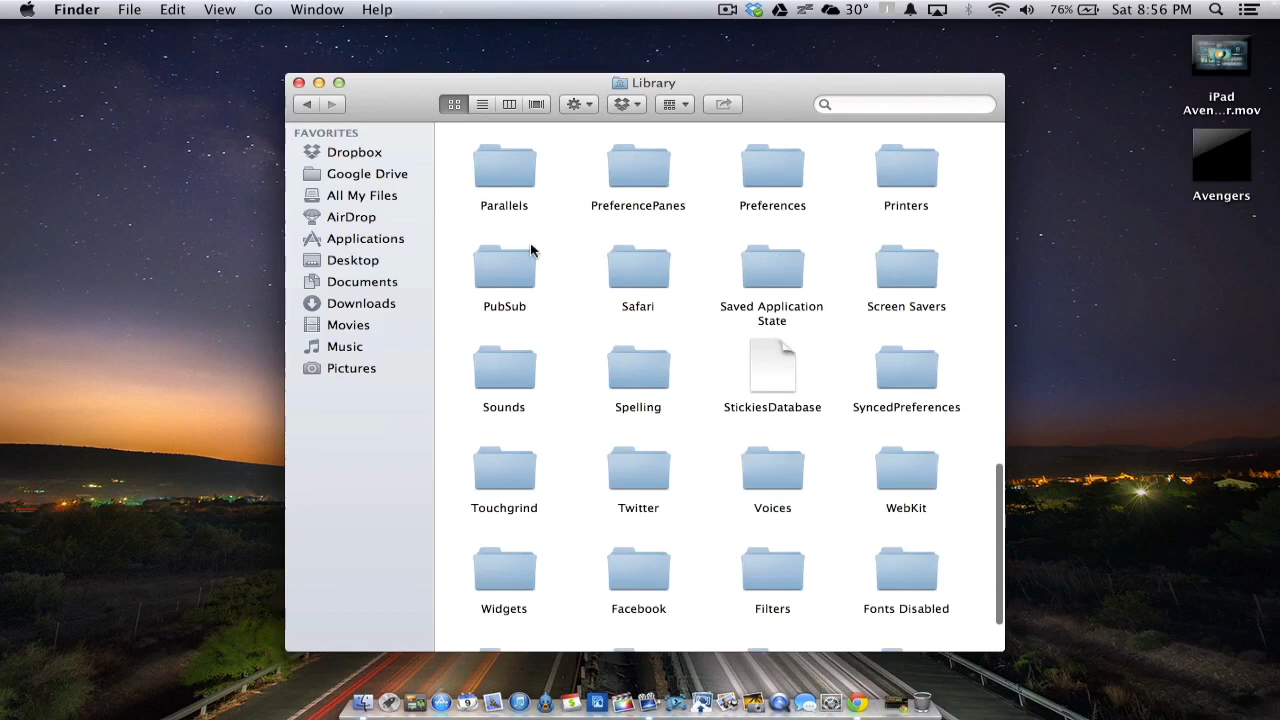 Finder File Edit View Go Window Help
30° 76% Sat 8:56 PM
Library
FAVORITES
Dropbox
Google Drive
All My Files
AirDrop
Applications
Desktop
Documents
Downloads
Movies
Music
Pictures
Parallels PreferencePanes Preferences Printers
PubSub Safari Saved Application Screen Savers
State
Sounds Spelling StickiesDatabase SyncedPreferences
Touchgrind Twitter Voices WebKit
Widgets Facebook Filters Fonts Disabled
iPad
Aven...r.mov
Avengers